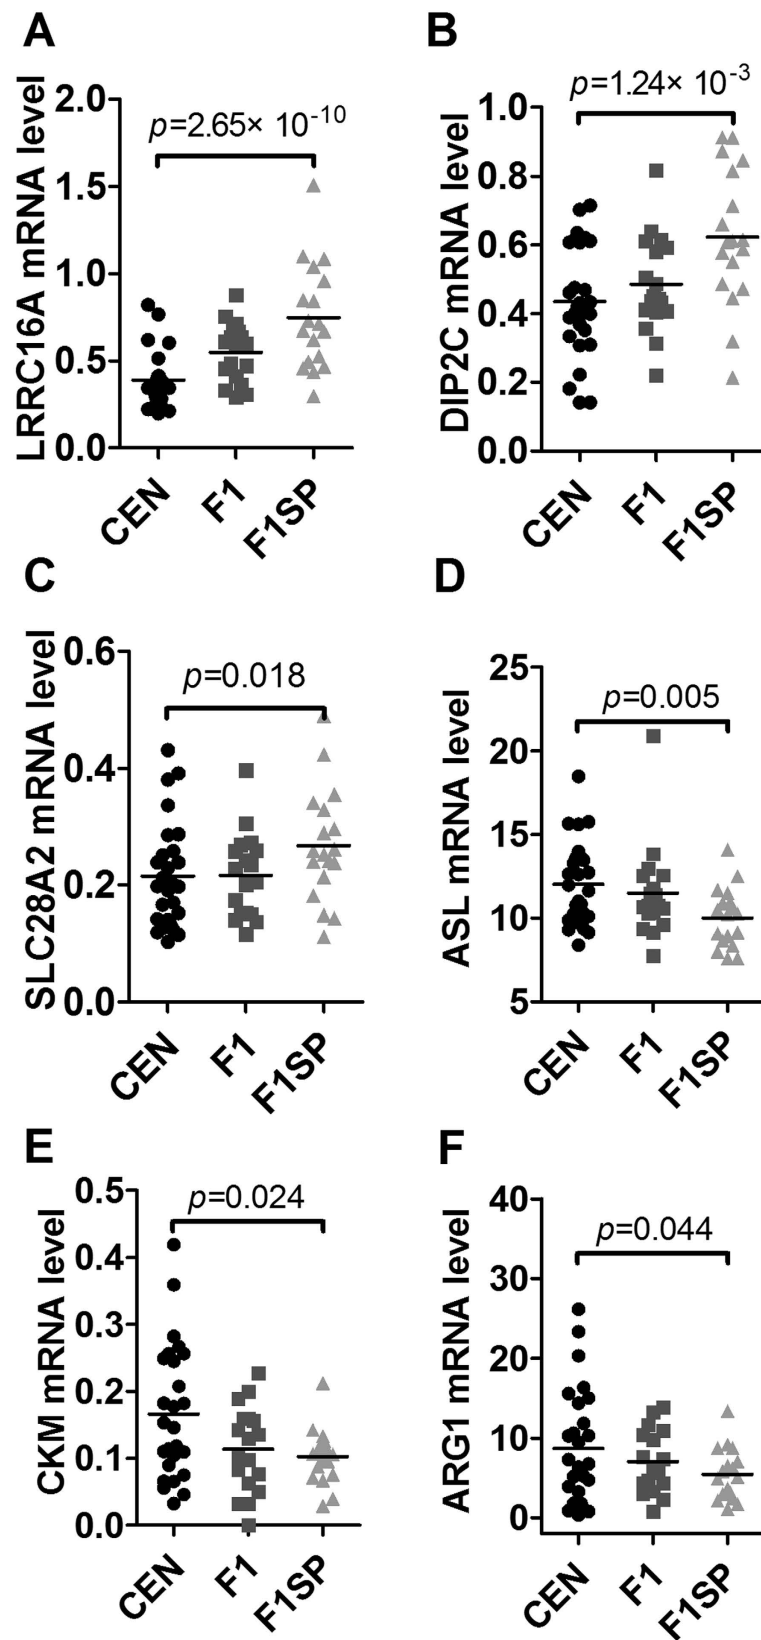 A
LRRC16A mRNA level
2.0
1.5
1.0
0.5
0.0
p=2.65× 10⁻¹⁰
CEN
F1
F1SP
B
DIP2C mRNA level
1.0
0.8
0.6
0.4
0.2
0.0
p=1.24× 10⁻³
CEN
F1
F1SP
C
SLC28A2 mRNA level
0.6
0.4
0.2
0.0
p=0.018
CEN
F1
F1SP
D
ASL mRNA level
25
20
15
10
5
p=0.005
CEN
F1
F1SP
E
CKM mRNA level
0.5
0.4
0.3
0.2
0.1
0.0
p=0.024
CEN
F1
F1SP
F
ARG1 mRNA level
40
30
20
10
0
p=0.044
CEN
F1
F1SP